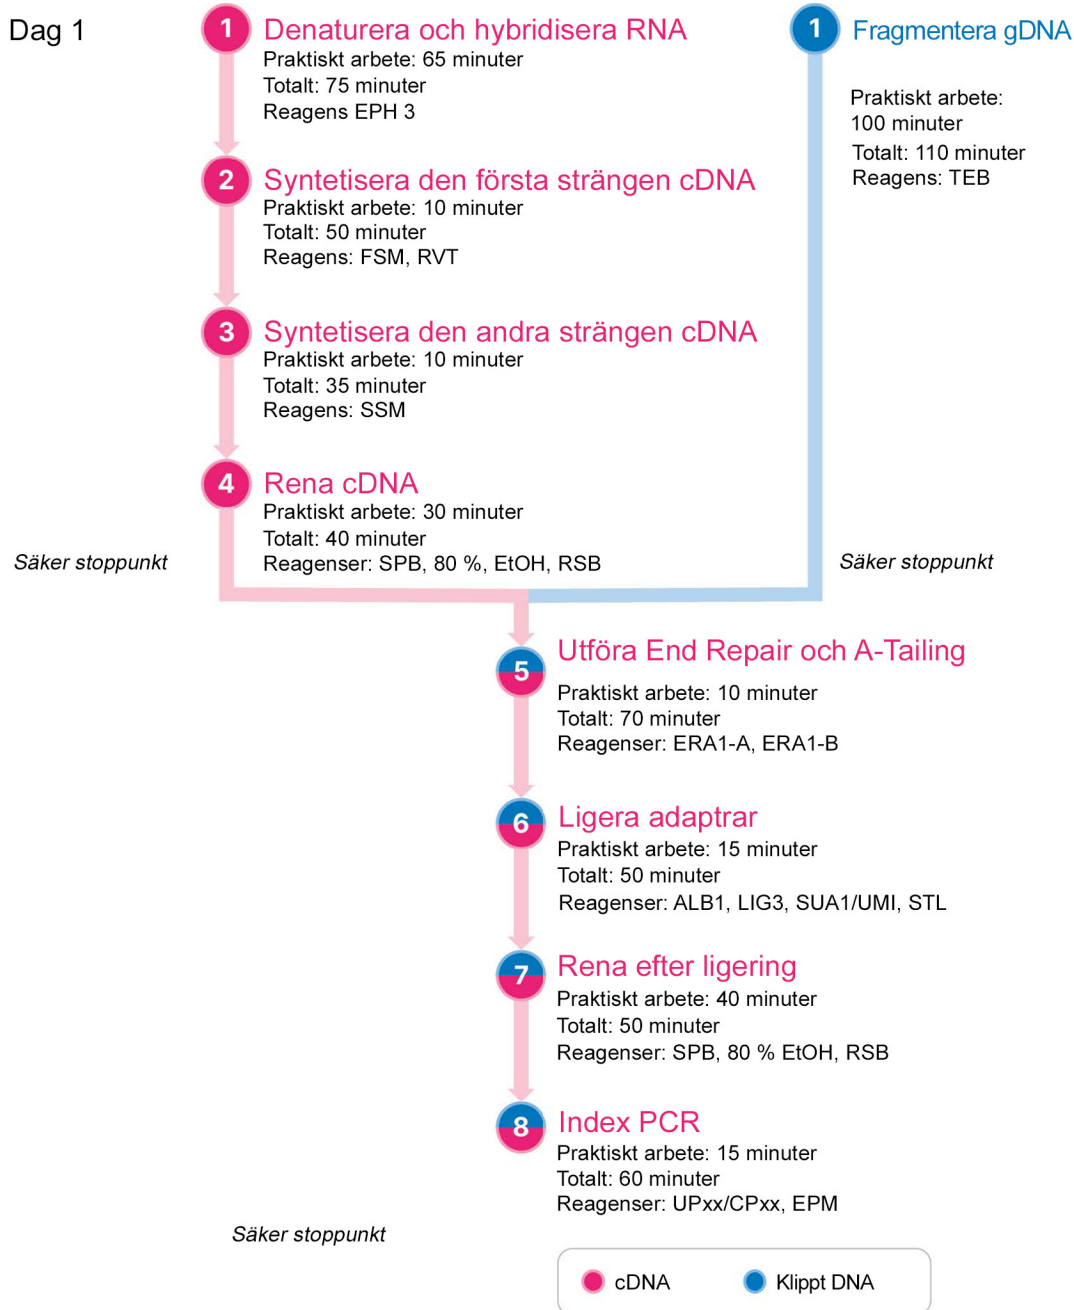 Dag 1
1
Denaturera och hybridisera RNA
Praktiskt arbete: 65 minuter
Totalt: 75 minuter
Reagens EPH 3
1
Fragmentera gDNA
Praktiskt arbete:
100 minuter
Totalt: 110 minuter
Reagens: TEB
2
Syntetisera den första strängen cDNA
Praktiskt arbete: 10 minuter
Totalt: 50 minuter
Reagens: FSM, RVT
3
Syntetisera den andra strängen cDNA
Praktiskt arbete: 10 minuter
Totalt: 35 minuter
Reagens: SSM
4
Rena cDNA
Praktiskt arbete: 30 minuter
Totalt: 40 minuter
Reagenser: SPB, 80 %, EtOH, RSB
Säker stoppunkt
Säker stoppunkt
5
Utföra End Repair och A-Tailing
Praktiskt arbete: 10 minuter
Totalt: 70 minuter
Reagenser: ERA1-A, ERA1-B
6
Ligera adaptrar
Praktiskt arbete: 15 minuter
Totalt: 50 minuter
Reagenser: ALB1, LIG3, SUA1/UMI, STL
7
Rena efter ligering
Praktiskt arbete: 40 minuter
Totalt: 50 minuter
Reagenser: SPB, 80 % EtOH, RSB
8
Index PCR
Praktiskt arbete: 15 minuter
Totalt: 60 minuter
Reagenser: UPxx/CPxx, EPM
Säker stoppunkt
cDNA
Klippt DNA